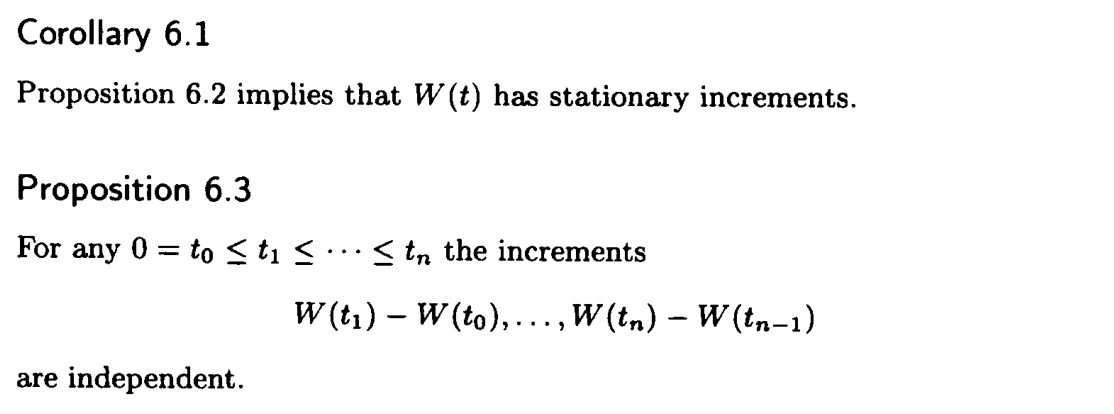 Corollary 6.1
Proposition 6.2 implies that W(t) has stationary increments.
Proposition 6.3
For any 0 = t₀ ≤ t₁ ≤ ⋯ ≤ tₙ the increments
W(t₁) − W(t₀), . . . , W(tₙ) − W(tₙ₋₁)
are independent.